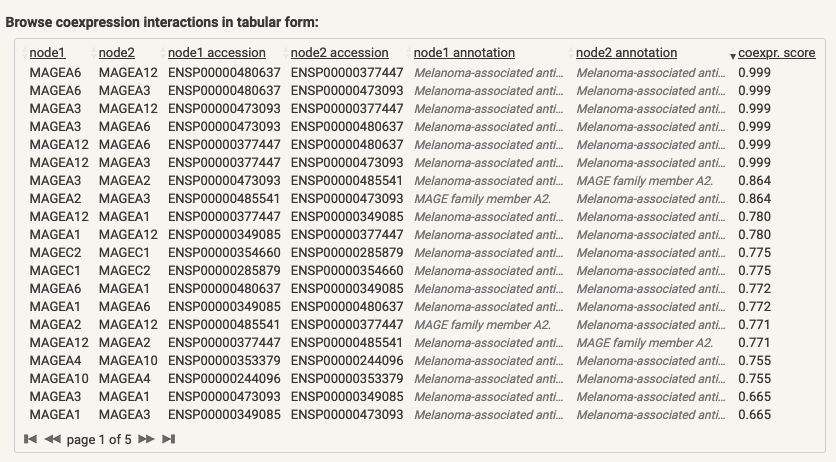 Browse coexpression interactions in tabular form:
node1 node2 node1 accession node2 accession node1 annotation node2 annotation coexpr. score
MAGEA6 MAGEA12 ENSP00000480637 ENSP00000377447 Melanoma-associated anti... Melanoma-associated anti... 0.999
MAGEA6 MAGEA3 ENSP00000480637 ENSP00000473093 Melanoma-associated anti... Melanoma-associated anti... 0.999
MAGEA3 MAGEA12 ENSP00000473093 ENSP00000377447 Melanoma-associated anti... Melanoma-associated anti... 0.999
MAGEA3 MAGEA6 ENSP00000473093 ENSP00000480637 Melanoma-associated anti... Melanoma-associated anti... 0.999
MAGEA12 MAGEA6 ENSP00000377447 ENSP00000480637 Melanoma-associated anti... Melanoma-associated anti... 0.999
MAGEA12 MAGEA3 ENSP00000377447 ENSP00000473093 Melanoma-associated anti... Melanoma-associated anti... 0.999
MAGEA3 MAGEA2 ENSP00000473093 ENSP00000485541 Melanoma-associated anti... MAGE family member A2. 0.864
MAGEA2 MAGEA3 ENSP00000485541 ENSP00000473093 MAGE family member A2. Melanoma-associated anti... 0.864
MAGEA12 MAGEA1 ENSP00000377447 ENSP00000349085 Melanoma-associated anti... Melanoma-associated anti... 0.780
MAGEA1 MAGEA12 ENSP00000349085 ENSP00000377447 Melanoma-associated anti... Melanoma-associated anti... 0.780
MAGEC2 MAGEC1 ENSP00000354660 ENSP00000285879 Melanoma-associated anti... Melanoma-associated anti... 0.775
MAGEC1 MAGEC2 ENSP00000285879 ENSP00000354660 Melanoma-associated anti... Melanoma-associated anti... 0.775
MAGEA6 MAGEA1 ENSP00000480637 ENSP00000349085 Melanoma-associated anti... Melanoma-associated anti... 0.772
MAGEA1 MAGEA6 ENSP00000349085 ENSP00000480637 Melanoma-associated anti... Melanoma-associated anti... 0.772
MAGEA2 MAGEA12 ENSP00000485541 ENSP00000377447 MAGE family member A2. Melanoma-associated anti... 0.771
MAGEA12 MAGEA2 ENSP00000377447 ENSP00000485541 Melanoma-associated anti... MAGE family member A2. 0.771
MAGEA4 MAGEA10 ENSP00000353379 ENSP00000244096 Melanoma-associated anti... Melanoma-associated anti... 0.755
MAGEA10 MAGEA4 ENSP00000244096 ENSP00000353379 Melanoma-associated anti... Melanoma-associated anti... 0.755
MAGEA3 MAGEA1 ENSP00000473093 ENSP00000349085 Melanoma-associated anti... Melanoma-associated anti... 0.665
MAGEA1 MAGEA3 ENSP00000349085 ENSP00000473093 Melanoma-associated anti... Melanoma-associated anti... 0.665
page 1 of 5